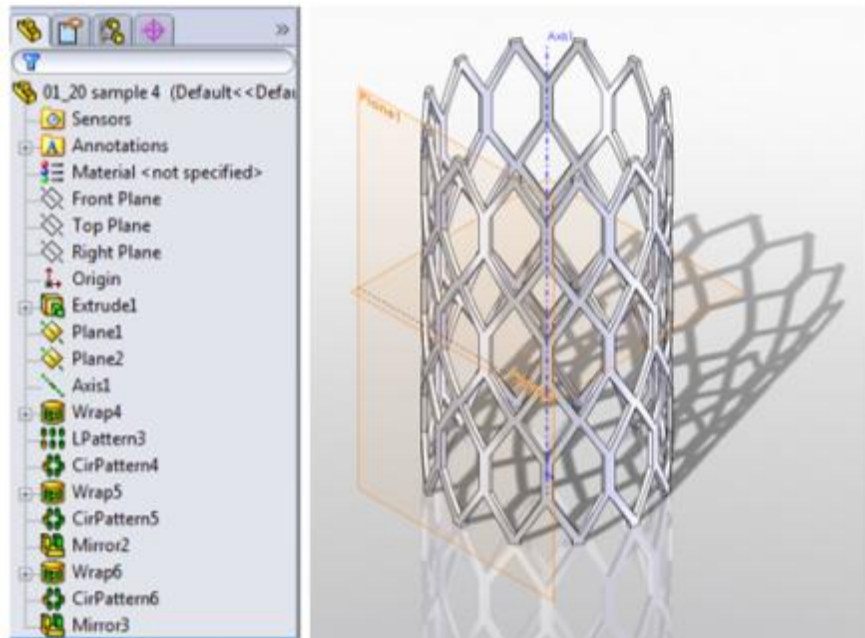 01_20 sample 4 (Default<<Defau
Sensors
Annotations
Material <not specified>
Front Plane
Top Plane
Right Plane
Origin
Extrude1
Plane1
Plane2
Axis1
Wrap4
LPattern3
CirPattern4
Wrap5
CirPattern5
Mirror2
Wrap6
CirPattern6
Mirror3
Axis1
Plane1